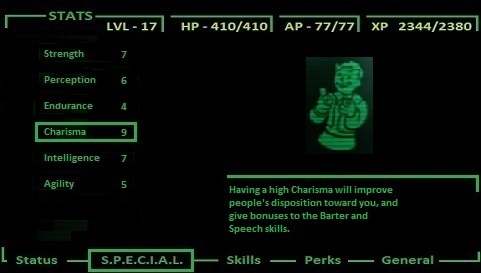 STATS
LVL - 17 HP - 410/410 AP - 77/77 XP 2344/2380
Strength 7
Perception 6
Endurance 4
Charisma 9
Intelligence 7
Agility 5
Having a high Charisma will improve
people's disposition toward you, and
give bonuses to the Barter and
Speech skills.
Status S.P.E.C.I.A.L. Skills Perks General